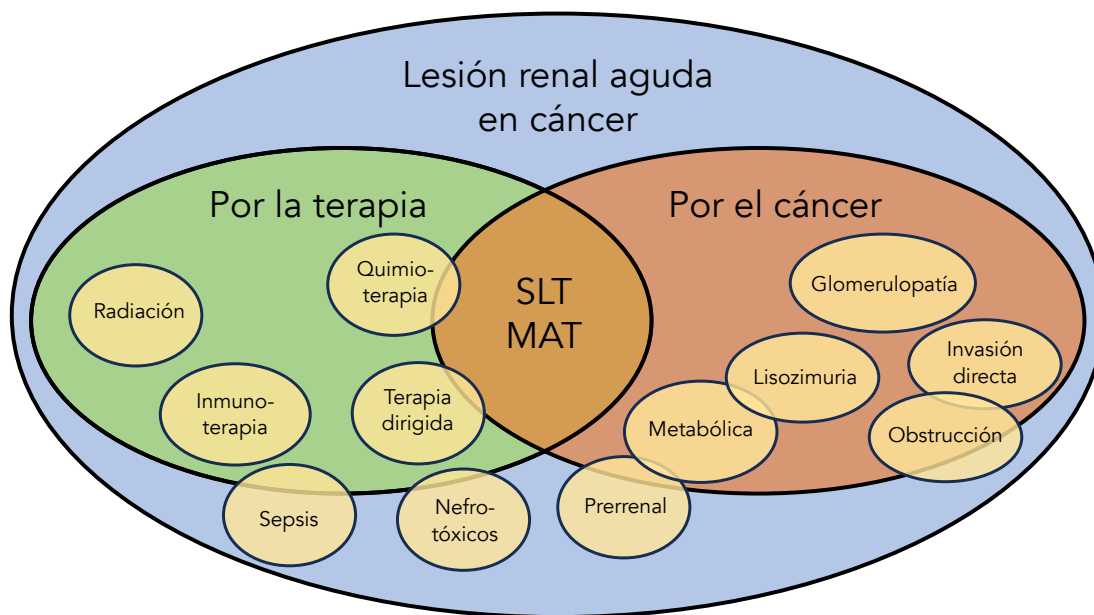 Lesión renal aguda
en cáncer
Por la terapia
Por el cáncer
Quimio-
terapia
Radiación
Inmuno-
terapia
Terapia
dirigida
Sepsis
Nefro-
tóxicos
SLT
MAT
Glomerulopatía
Invasión
directa
Lisozimuria
Metabólica
Obstrucción
Prerrenal